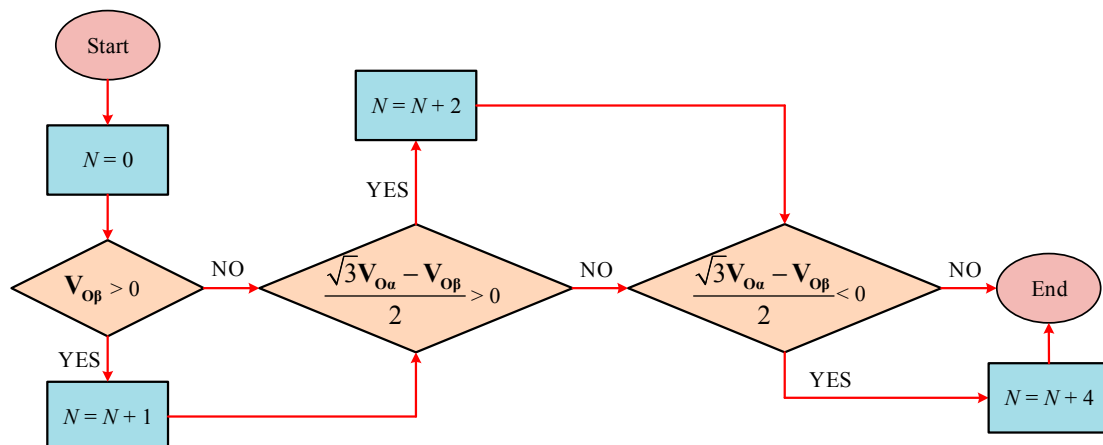 Start
N = 0
V_Oβ > 0
NO
YES
N = N + 1
N = N + 2
YES
(√3V_Oα − V_Oβ)/2 > 0
NO
(√3V_Oα − V_Oβ)/2 < 0
NO
YES
End
N = N + 4